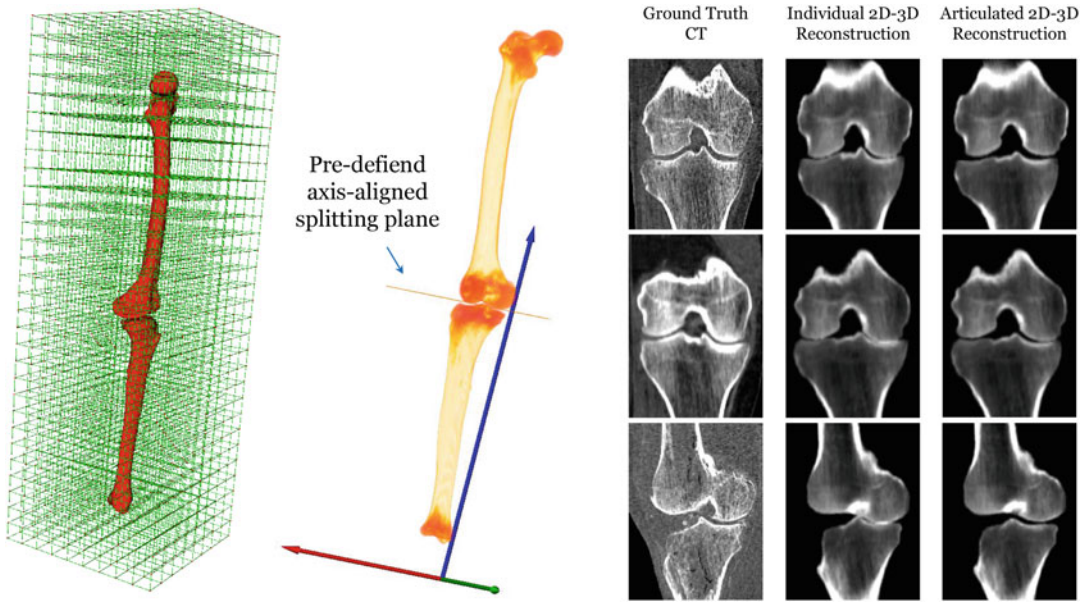 Ground Truth
CT
Individual 2D-3D
Reconstruction
Articulated 2D-3D
Reconstruction
Pre-defiend
axis-aligned
splitting plane